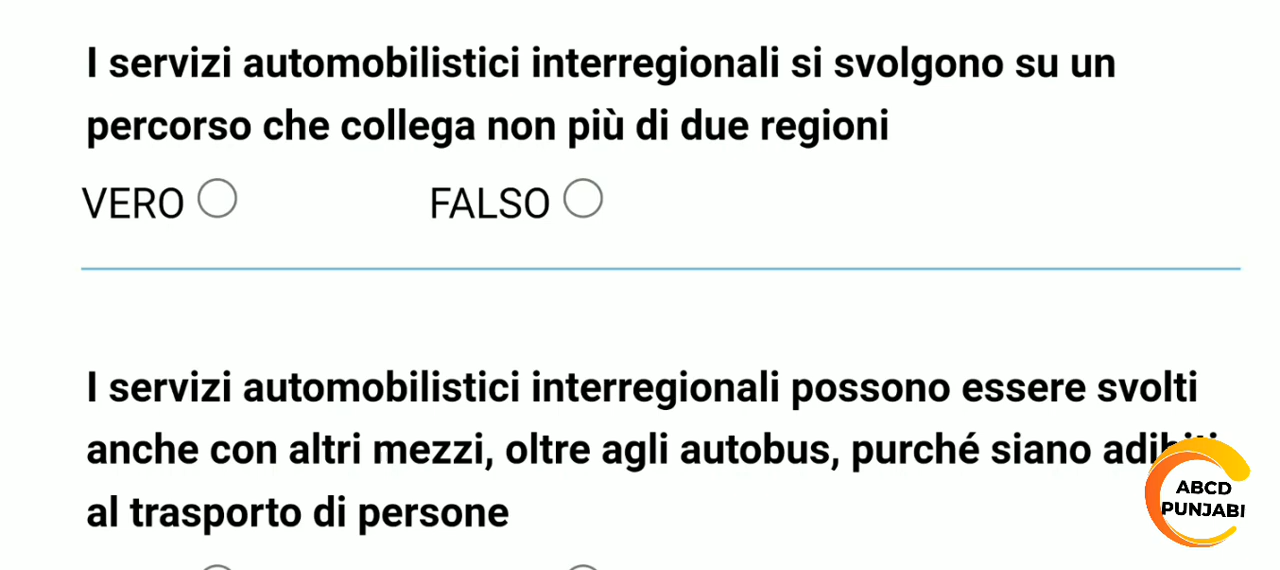 I servizi automobilistici interregionali si svolgono su un
percorso che collega non più di due regioni
VERO FALSO
I servizi automobilistici interregionali possono essere svolti
anche con altri mezzi, oltre agli autobus, purché siano
al trasporto di persone
ABCD
PUNJABI